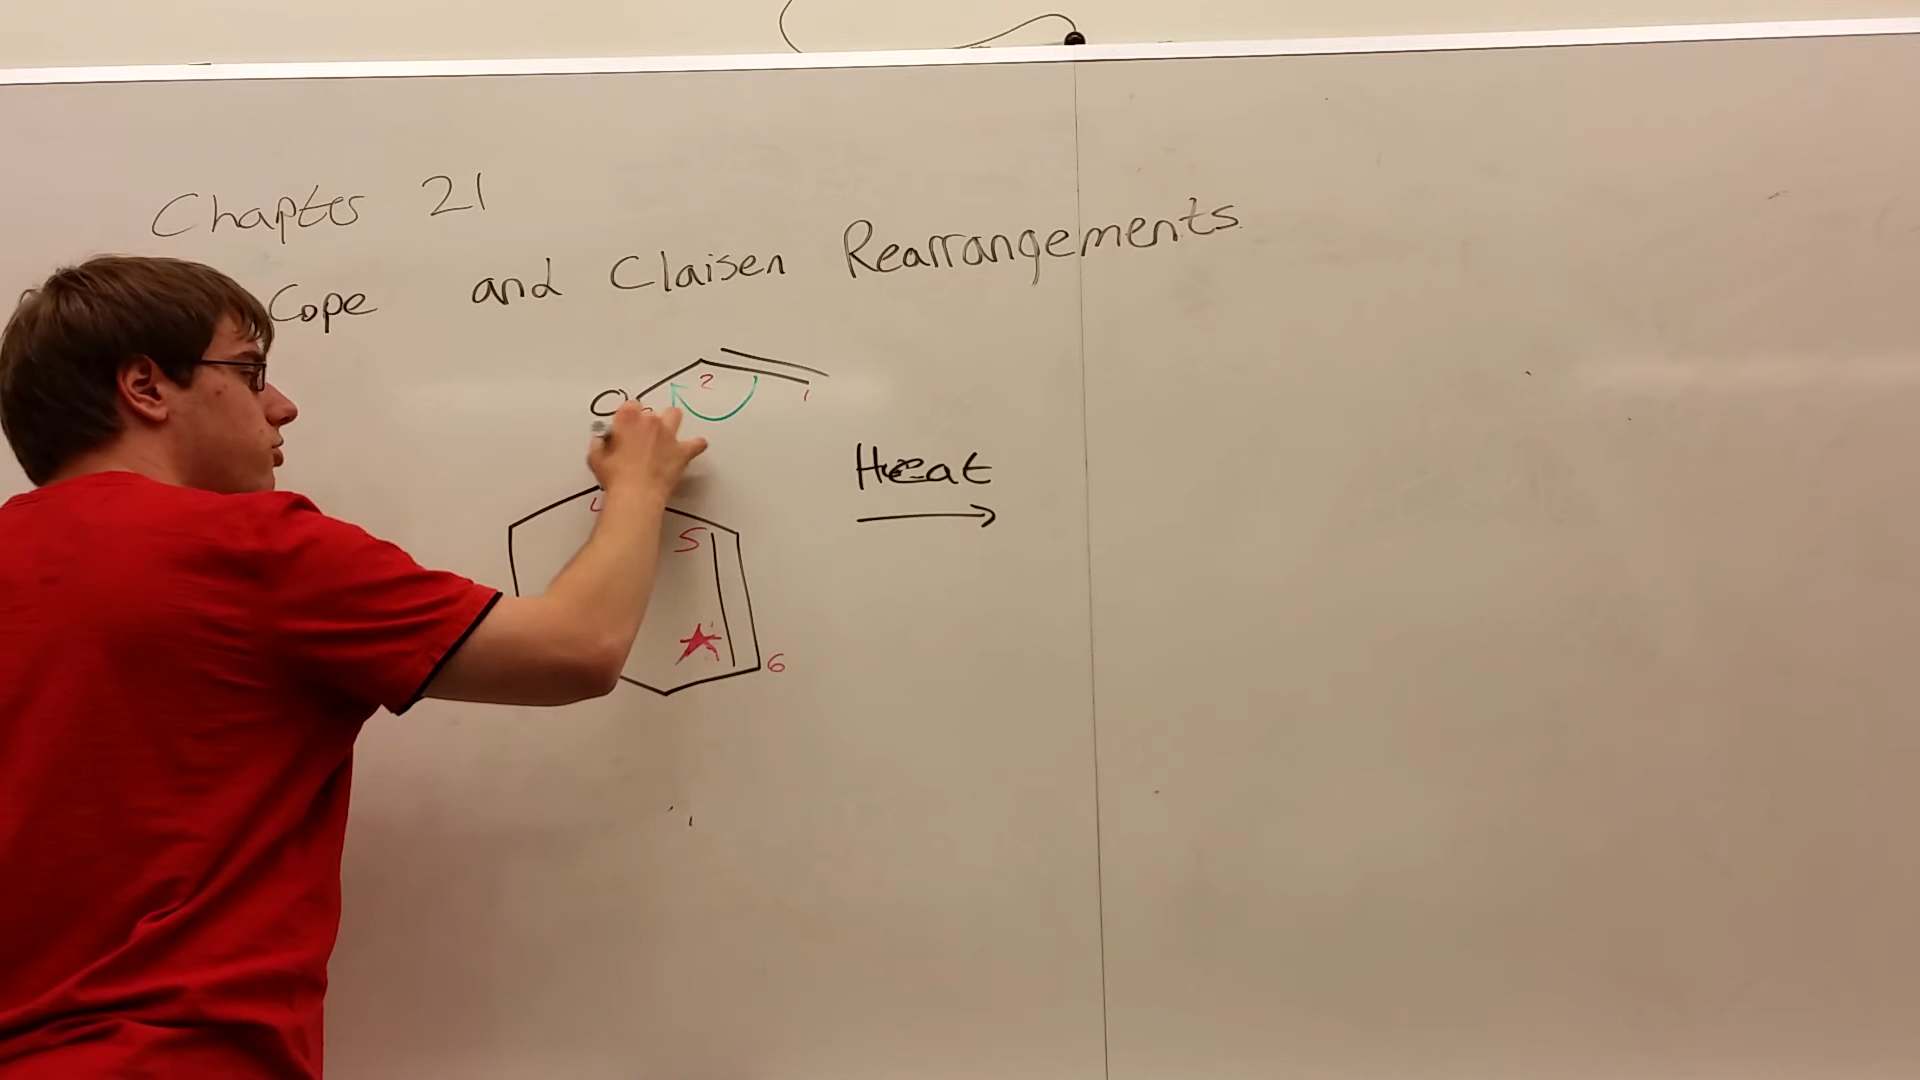 Chapter 21
Cope and Claisen Rearrangements
O 2 1
Heat
5
6